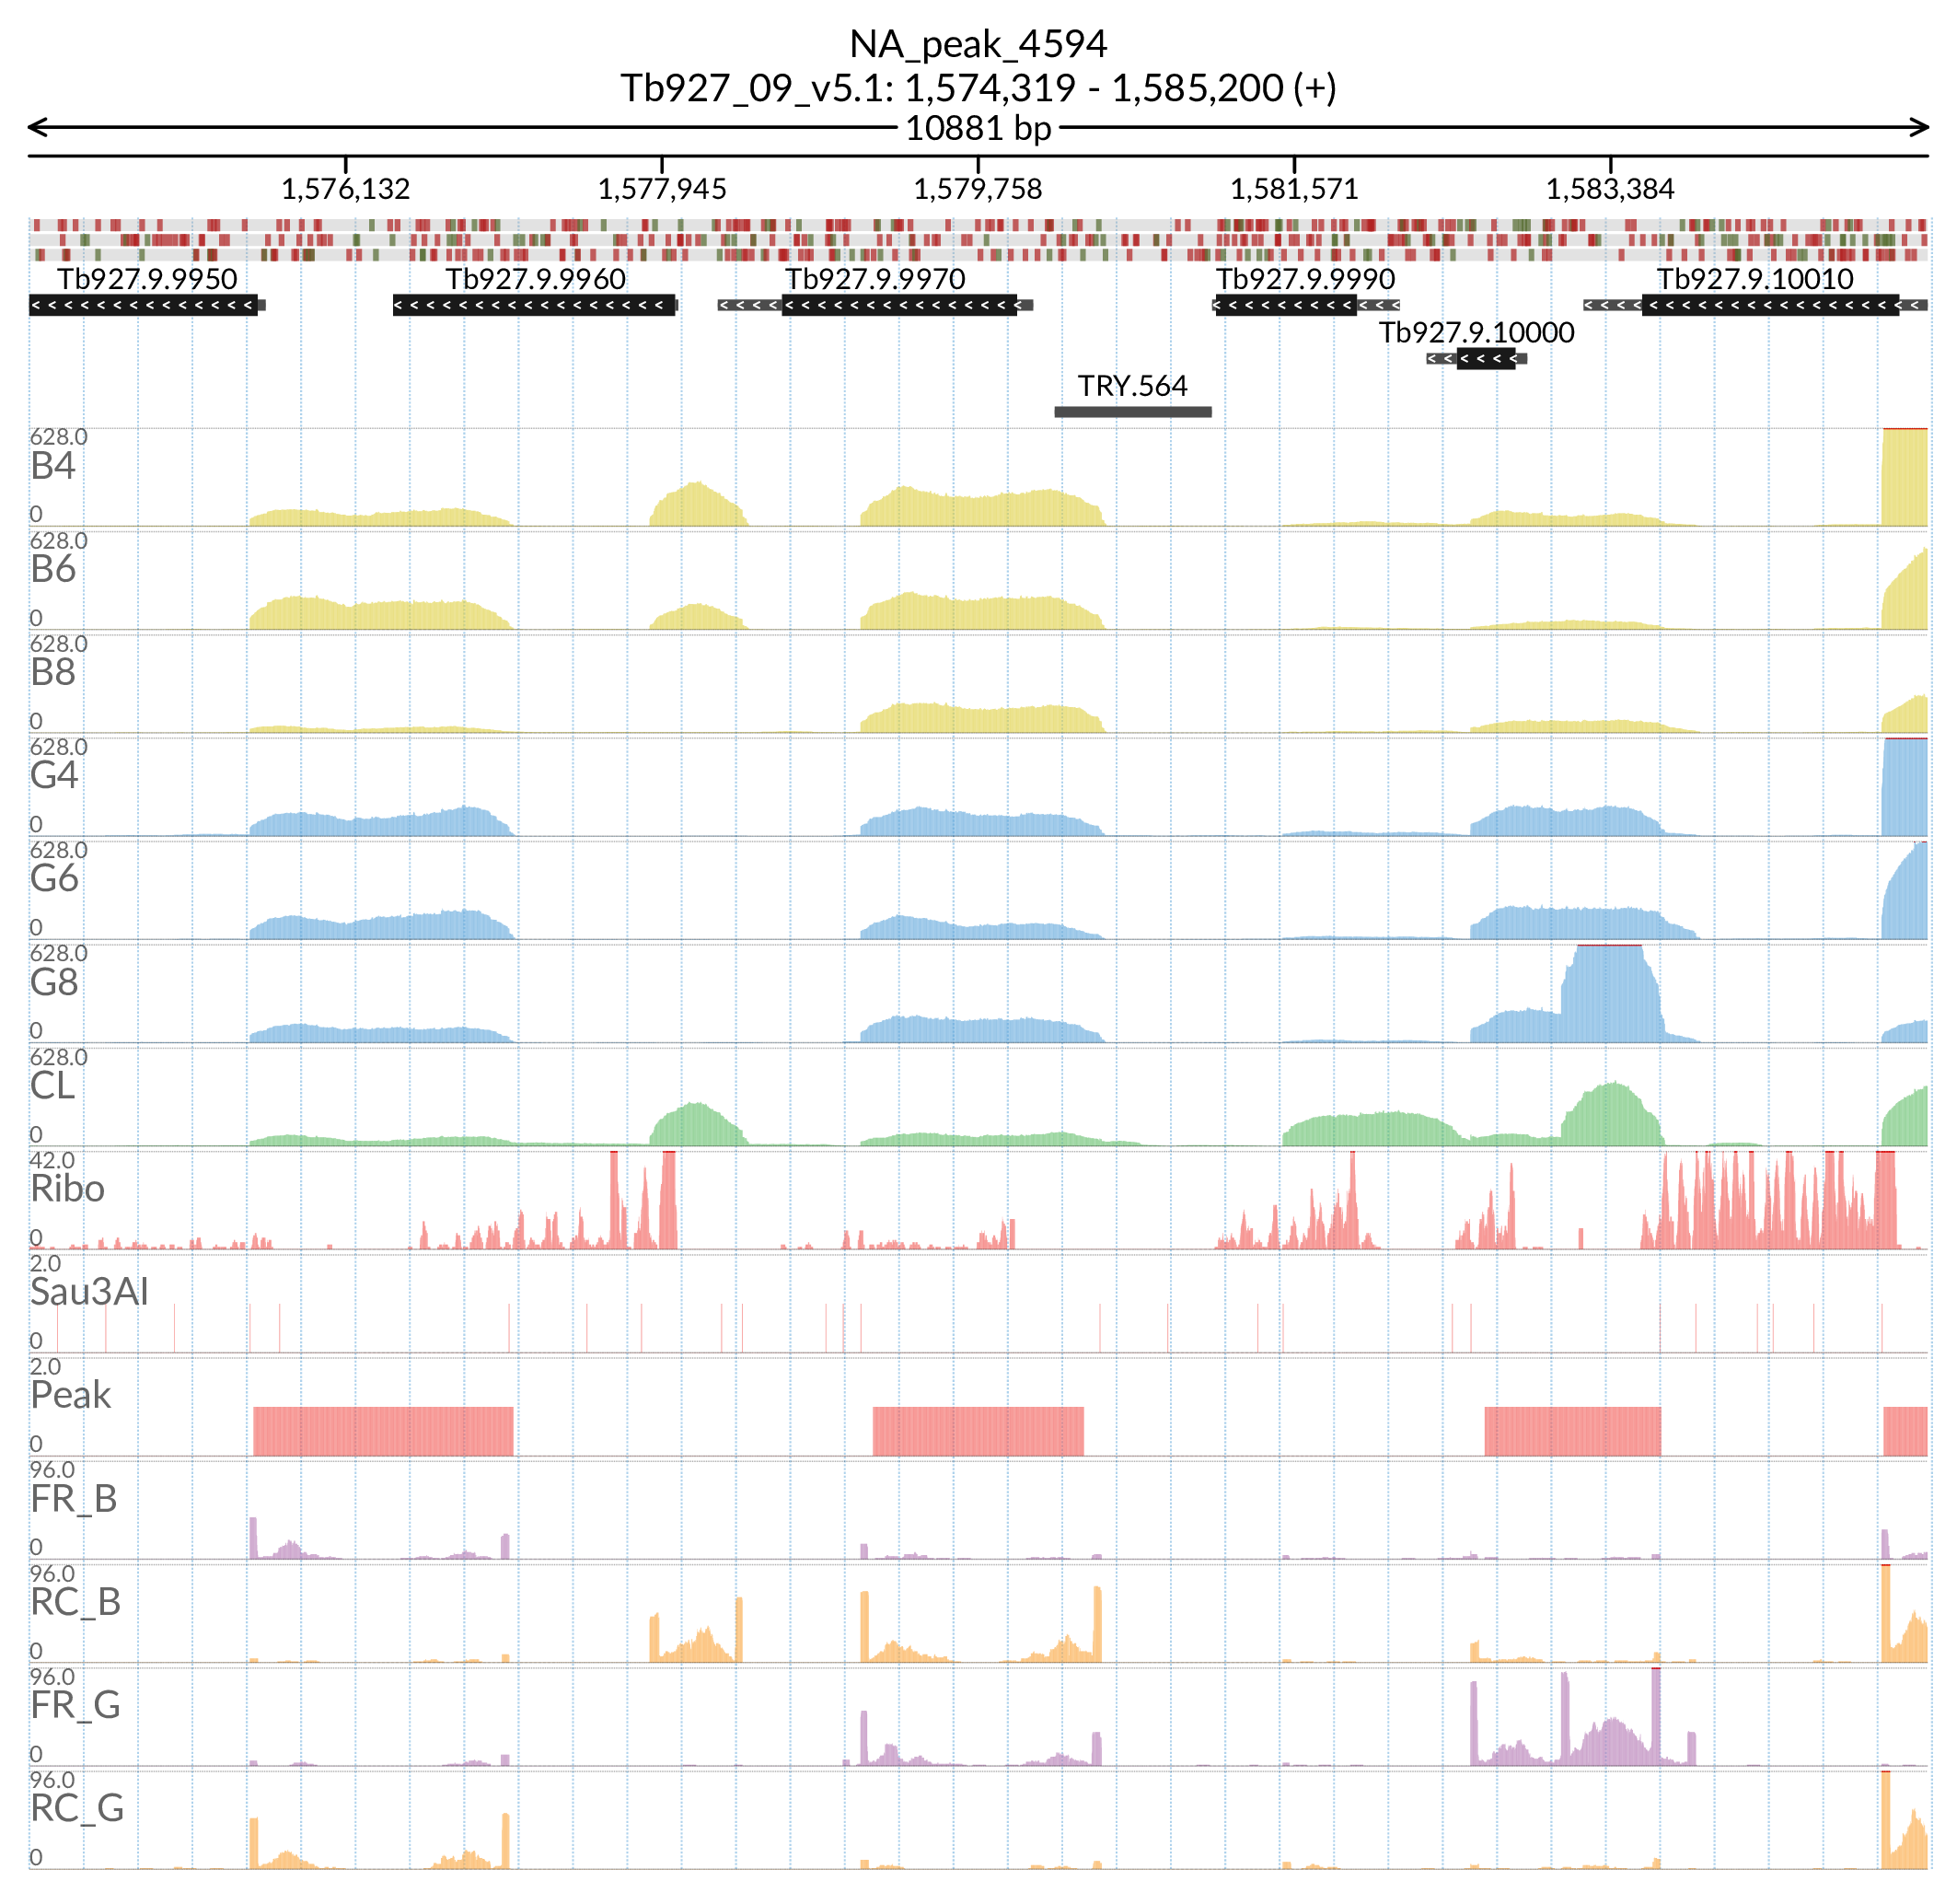 NA_peak_4594
Tb927_09_v5.1: 1,574,319 - 1,585,200 (+)
10881 bp
1,576,132 1,577,945 1,579,758 1,581,571 1,583,384
Tb927.9.9950 Tb927.9.9960 Tb927.9.9970 Tb927.9.9990 Tb927.9.10010
Tb927.9.10000
TRY.564
628.0
B4
0
628.0
B6
0
628.0
B8
0
628.0
G4
0
628.0
G6
0
628.0
G8
0
628.0
CL
0
42.0
Ribo
0
2.0
Sau3AI
0
2.0
Peak
0
96.0
FR_B
0
96.0
RC_B
0
96.0
FR_G
0
96.0
RC_G
0